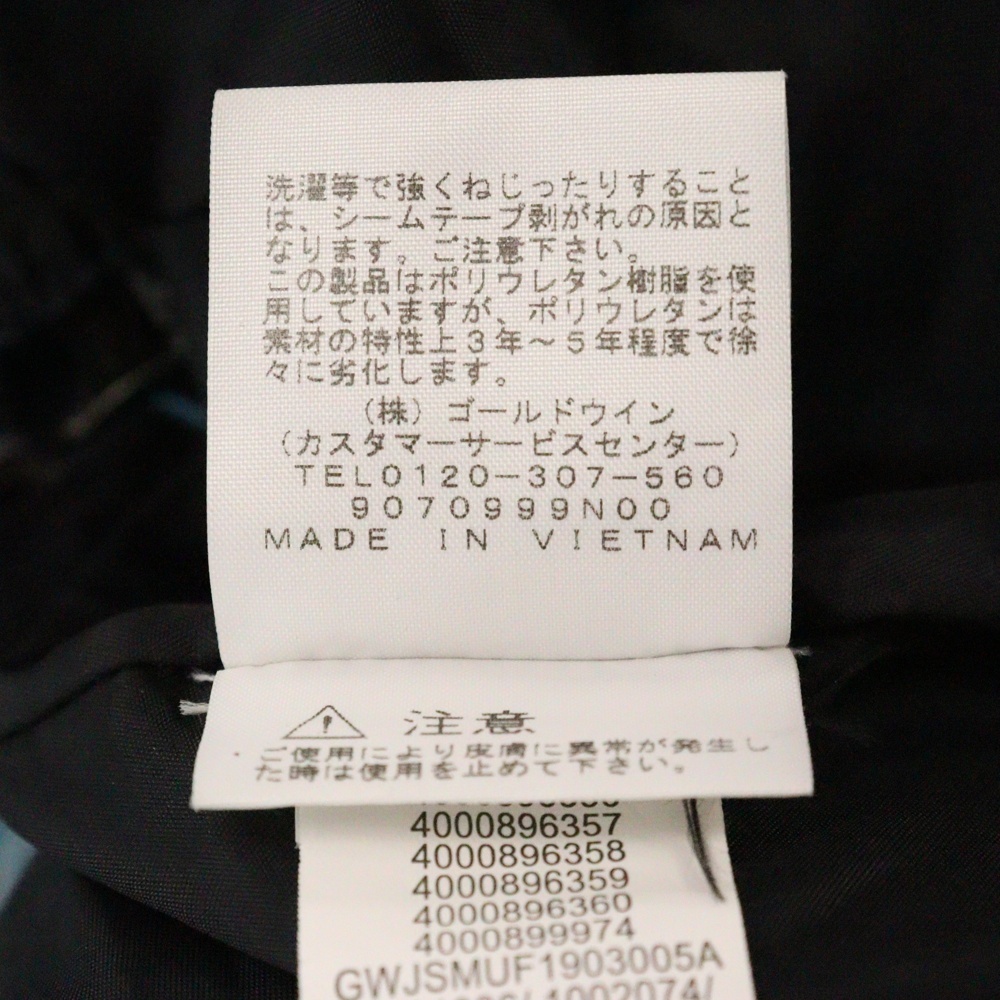 洗濯等で強くねじったりすること
は、シームテープ剥がれの原因と
なります。ご注意下さい。
この製品はポリウレタン樹脂を使
用していますが、ポリウレタンは
素材の特性上3年～5年程度で徐
々に劣化します。
（株）ゴールドウイン
（カスタマーサービスセンター）
TEL0120-307-560
9070999N00
MADE IN VIETNAM
注意
・ご使用により皮膚に異常が発生し
た時は使用を止めて下さい。
4000896357
4000896358
4000896359
4000896360
4000899974
GWJSMUF1903005A
4002074/